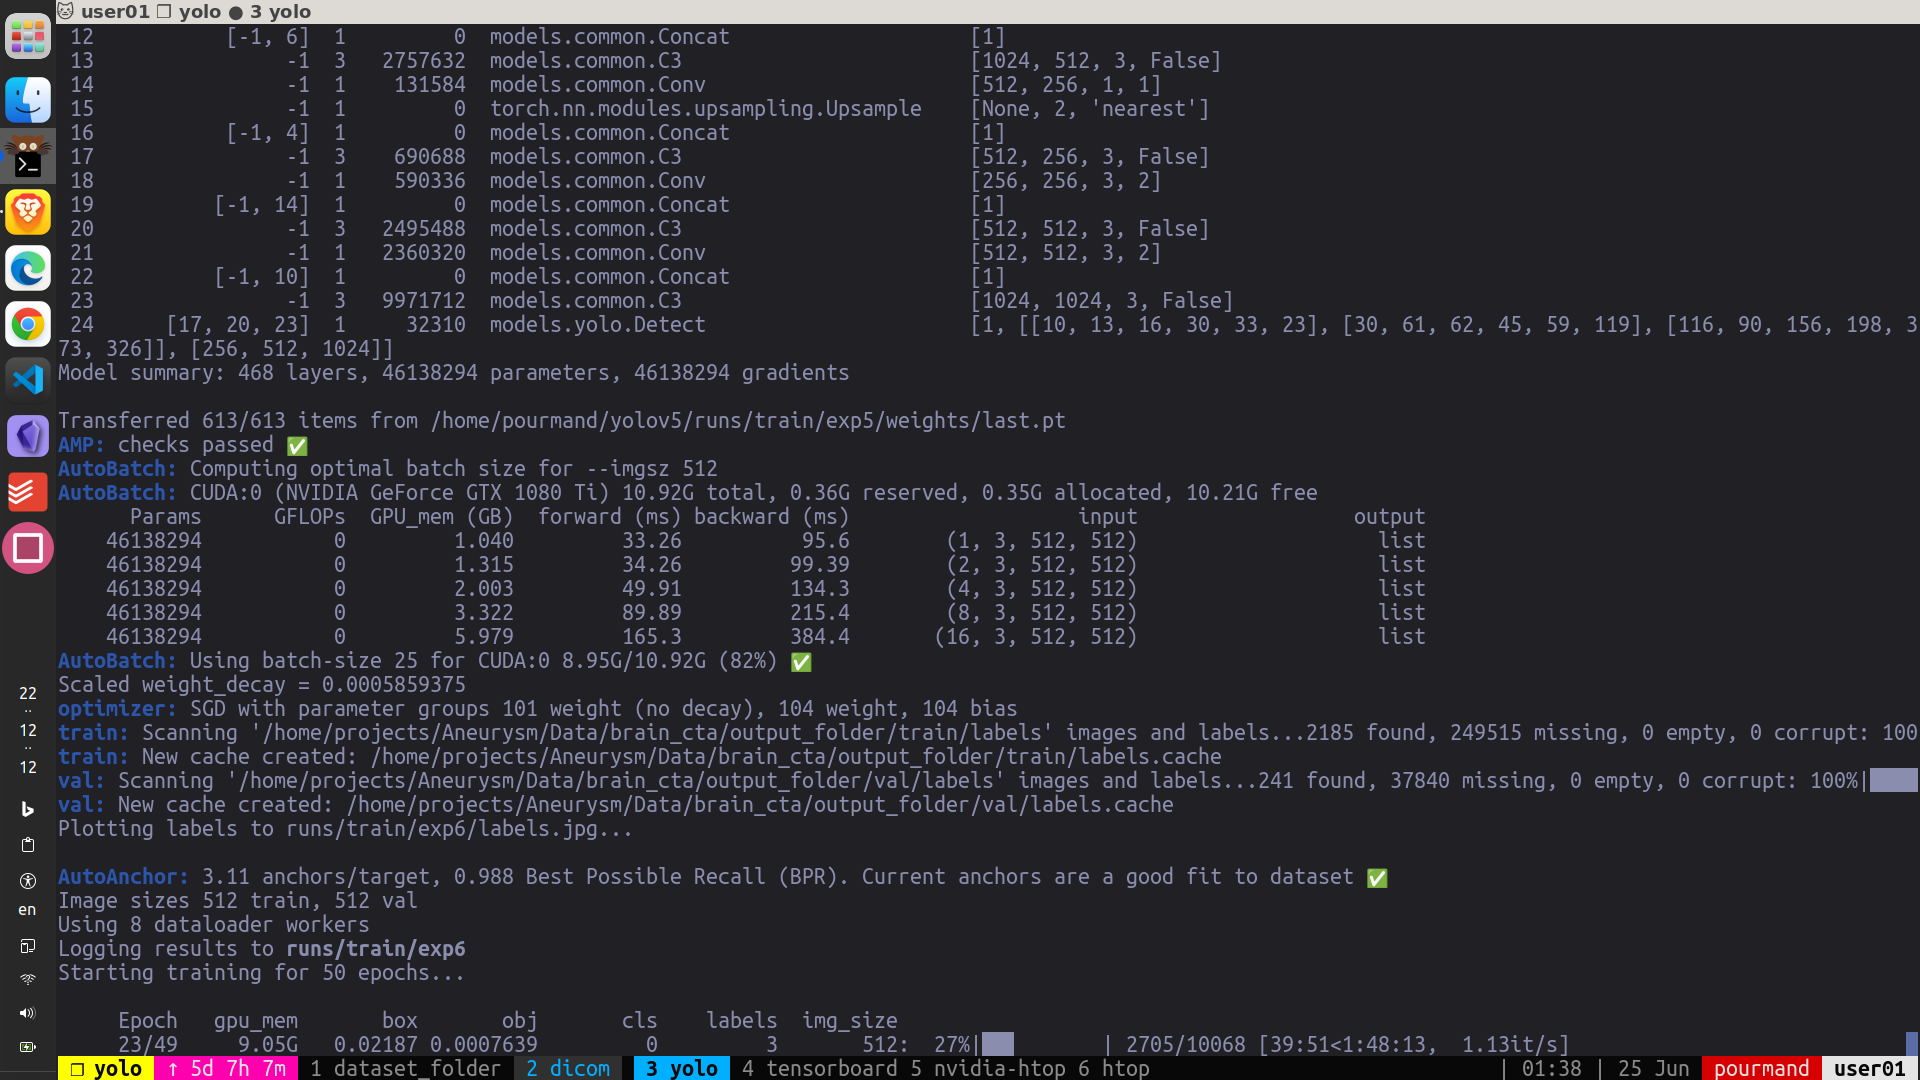 user01 ❐ yolo ● 3 yolo
12 [-1, 6] 1 0 models.common.Concat [1]
13 -1 3 2757632 models.common.C3 [1024, 512, 3, False]
14 -1 1 131584 models.common.Conv [512, 256, 1, 1]
15 -1 1 0 torch.nn.modules.upsampling.Upsample [None, 2, 'nearest']
16 [-1, 4] 1 0 models.common.Concat [1]
17 -1 3 690688 models.common.C3 [512, 256, 3, False]
18 -1 1 590336 models.common.Conv [256, 256, 3, 2]
19 [-1, 14] 1 0 models.common.Concat [1]
20 -1 3 2495488 models.common.C3 [512, 512, 3, False]
21 -1 1 2360320 models.common.Conv [512, 512, 3, 2]
22 [-1, 10] 1 0 models.common.Concat [1]
23 -1 3 9971712 models.common.C3 [1024, 1024, 3, False]
24 [17, 20, 23] 1 32310 models.yolo.Detect [1, [[10, 13, 16, 30, 33, 23], [30, 61, 62, 45, 59, 119], [116, 90, 156, 198, 3
73, 326]], [256, 512, 1024]]
Model summary: 468 layers, 46138294 parameters, 46138294 gradients
Transferred 613/613 items from /home/pourmand/yolov5/runs/train/exp5/weights/last.pt
AMP: checks passed ✅
AutoBatch: Computing optimal batch size for --imgsz 512
AutoBatch: CUDA:0 (NVIDIA GeForce GTX 1080 Ti) 10.92G total, 0.36G reserved, 0.35G allocated, 10.21G free
Params GFLOPs GPU_mem (GB) forward (ms) backward (ms) input output
46138294 0 1.040 33.26 95.6 (1, 3, 512, 512) list
46138294 0 1.315 34.26 99.39 (2, 3, 512, 512) list
46138294 0 2.003 49.91 134.3 (4, 3, 512, 512) list
46138294 0 3.322 89.89 215.4 (8, 3, 512, 512) list
46138294 0 5.979 165.3 384.4 (16, 3, 512, 512) list
AutoBatch: Using batch-size 25 for CUDA:0 8.95G/10.92G (82%) ✅
Scaled weight_decay = 0.0005859375
optimizer: SGD with parameter groups 101 weight (no decay), 104 weight, 104 bias
train: Scanning '/home/projects/Aneurysm/Data/brain_cta/output_folder/train/labels' images and labels...2185 found, 249515 missing, 0 empty, 0 corrupt: 100
train: New cache created: /home/projects/Aneurysm/Data/brain_cta/output_folder/train/labels.cache
val: Scanning '/home/projects/Aneurysm/Data/brain_cta/output_folder/val/labels' images and labels...241 found, 37840 missing, 0 empty, 0 corrupt: 100%|
val: New cache created: /home/projects/Aneurysm/Data/brain_cta/output_folder/val/labels.cache
Plotting labels to runs/train/exp6/labels.jpg...
AutoAnchor: 3.11 anchors/target, 0.988 Best Possible Recall (BPR). Current anchors are a good fit to dataset ✅
Image sizes 512 train, 512 val
Using 8 dataloader workers
Logging results to runs/train/exp6
Starting training for 50 epochs...
Epoch gpu_mem box obj cls labels img_size
23/49 9.05G 0.02187 0.0007639 0 3 512: 27%| | 2705/10068 [39:51<1:48:13, 1.13it/s]
❐ yolo ↑ 5d 7h 7m 1 dataset_folder 2 dicom 3 yolo 4 tensorboard 5 nvidia-htop 6 htop | 01:38 | 25 Jun pourmand user01
22
..
12
..
12
en